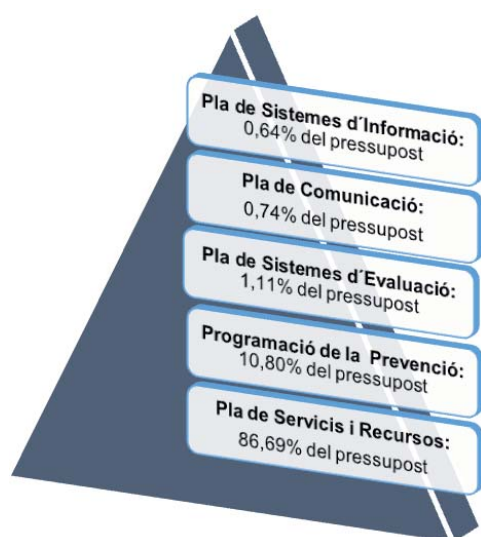 Pla de Sistemes d´Informació:
0,64% del pressupost
Pla de Comunicació:
0,74% del pressupost
Pla de Sistemes d´Evaluació:
1,11% del pressupost
Programació de la Prevenció:
10,80% del pressupost
Pla de Servicis i Recursos:
86,69% del pressupost